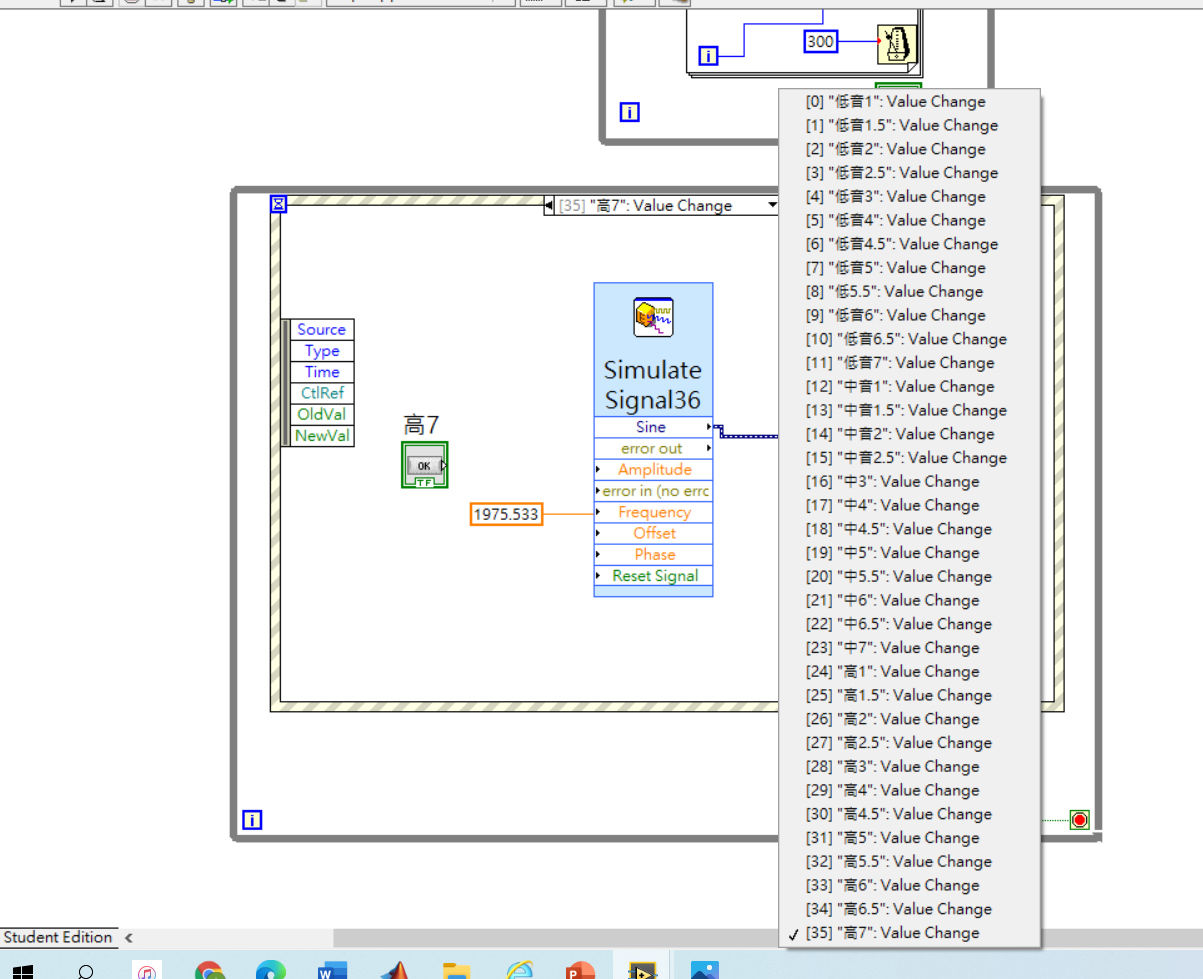 i
300
i
[35] "高7": Value Change
Source
Type
Time
CtlRef
OldVal
NewVal
高7
OK
TF
1975.533
Simulate
Signal36
Sine
error out
Amplitude
error in (no errc
Frequency
Offset
Phase
Reset Signal
i
[0] "低音1": Value Change
[1] "低音1.5": Value Change
[2] "低音2": Value Change
[3] "低音2.5": Value Change
[4] "低音3": Value Change
[5] "低音4": Value Change
[6] "低音4.5": Value Change
[7] "低音5": Value Change
[8] "低5.5": Value Change
[9] "低音6": Value Change
[10] "低音6.5": Value Change
[11] "低音7": Value Change
[12] "中音1": Value Change
[13] "中音1.5": Value Change
[14] "中音2": Value Change
[15] "中音2.5": Value Change
[16] "中3": Value Change
[17] "中4": Value Change
[18] "中4.5": Value Change
[19] "中5": Value Change
[20] "中5.5": Value Change
[21] "中6": Value Change
[22] "中6.5": Value Change
[23] "中7": Value Change
[24] "高1": Value Change
[25] "高1.5": Value Change
[26] "高2": Value Change
[27] "高2.5": Value Change
[28] "高3": Value Change
[29] "高4": Value Change
[30] "高4.5": Value Change
[31] "高5": Value Change
[32] "高5.5": Value Change
[33] "高6": Value Change
[34] "高6.5": Value Change
[35] "高7": Value Change
Student Edition